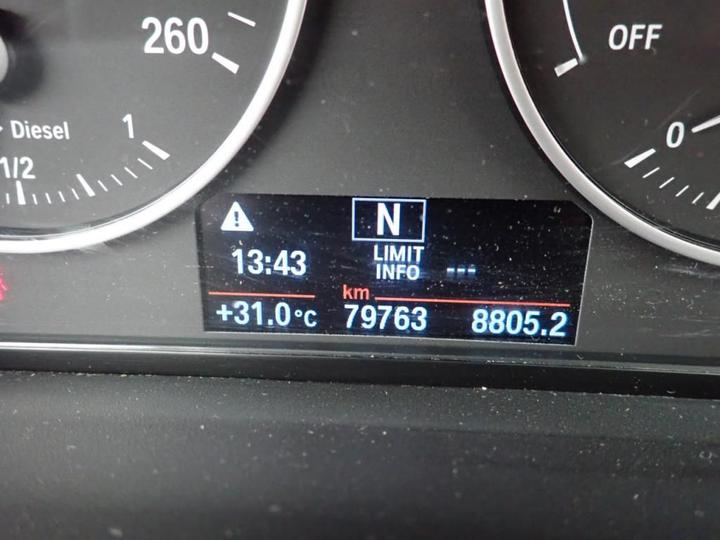 260
OFF
Diesel
1
1/2
0
N
13:43
LIMIT
INFO ---
km
+31.0°C 79763 8805.2